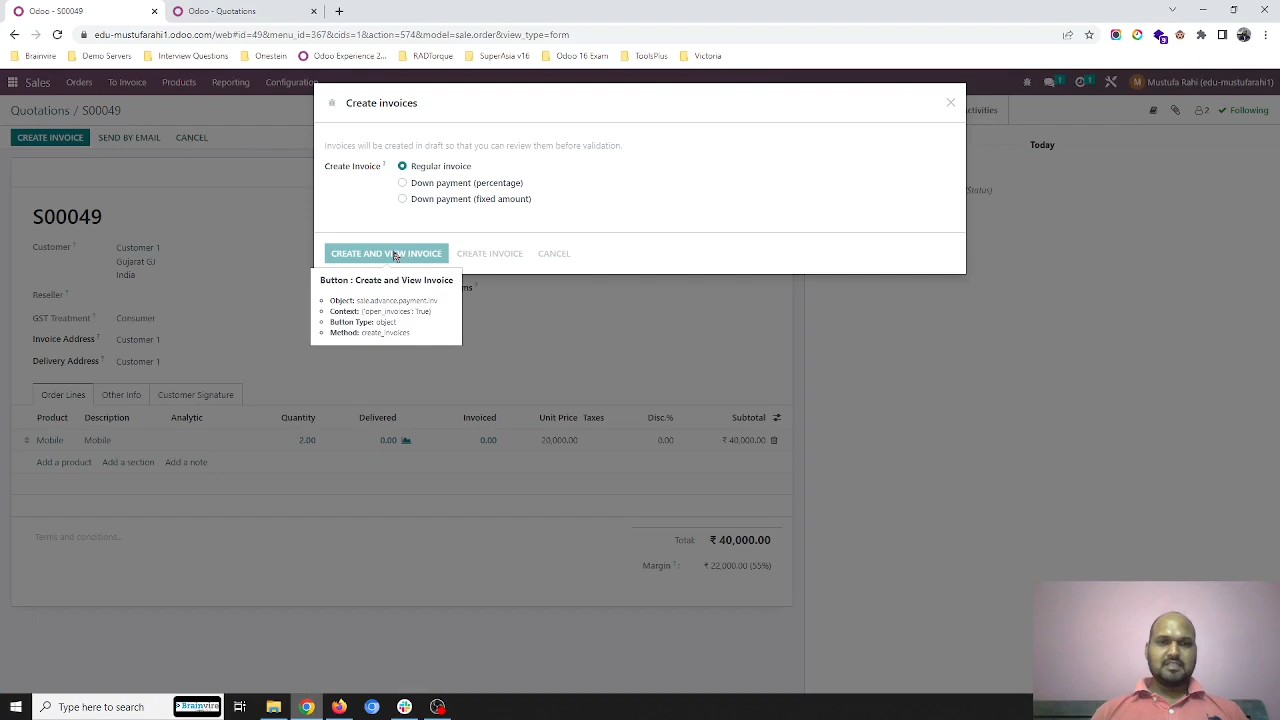 Odoo - S00049
Odoo - Quotations
edu-mustufarahi1.odoo.com/web#id=49&menu_id=367&cids=1&action=574&model=sale.order&view_type=form
Brainvire
Demo Servers
Interview Questions
Onestein
Odoo Experience 2...
RADTorque
SuperAsia v16
Odoo 16 Exam
ToolsPlus
Victoria
Sales Orders To Invoice Products Reporting Configuratio
1 1 Mustufa Rahi (edu-mustufarahi1)
Quotations / S00049
ctivities
2 Following
CREATE INVOICE SEND BY EMAIL CANCEL
Today
(Status)
Create invoices
Invoices will be created in draft so that you can review them before validation.
Create Invoice ? Regular invoice
Down payment (percentage)
Down payment (fixed amount)
CREATE AND VIEW INVOICE CREATE INVOICE CANCEL
Button : Create and View Invoice
Object: sale.advance.payment.inv
Context: {'open_invoices': True}
Button Type: object
Method: create_invoices
S00049
Customer ? Customer 1
Gujarat GJ
India
ms ?
Reseller ?
GST Treatment ? Consumer
Invoice Address ? Customer 1
Delivery Address ? Customer 1
Order Lines Other Info Customer Signature
Product Description Analytic Quantity Delivered Invoiced Unit Price Taxes Disc.% Subtotal
Mobile Mobile 2.00 0.00 0.00 20,000.00 0.00 ₹ 40,000.00
Add a product Add a section Add a note
Terms and conditions...
Total: ₹ 40,000.00
Margin ? : ₹ 22,000.00 (55%)
Type here to search
>Brainvire